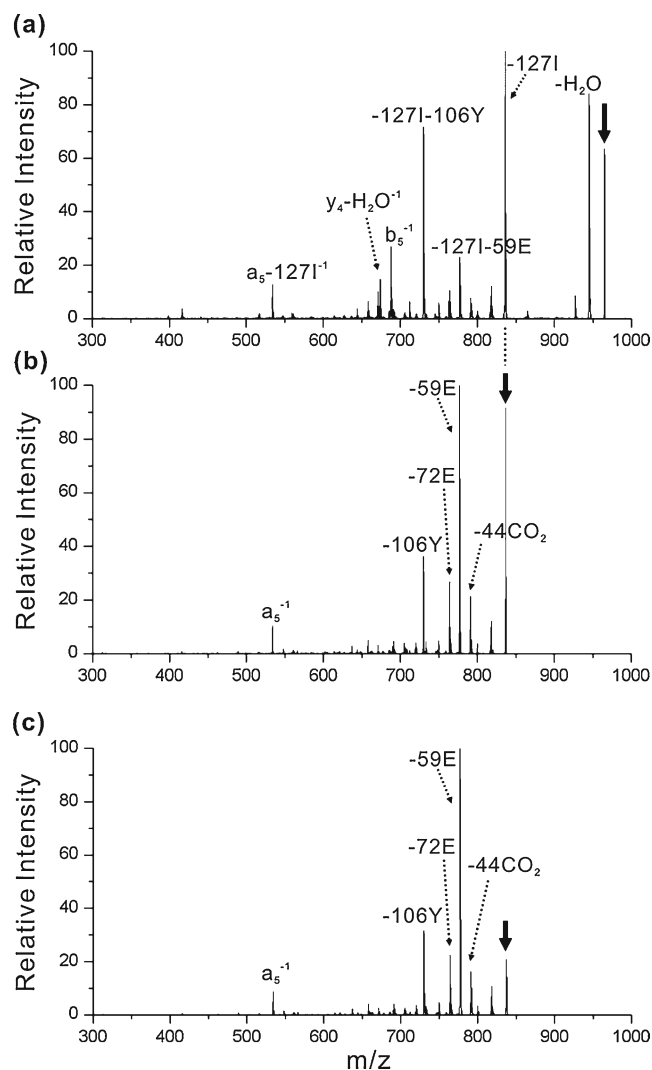 (a)
100
80
60
40
20
0
Relative Intensity
-127I
-H₂O
-127I-106Y
y₄-H₂O⁻¹
b₅⁻¹
-127I-59E
a₅-127I⁻¹
300 400 500 600 700 800 900 1000
(b)
100
80
60
40
20
0
Relative Intensity
-59E
-72E
-44CO₂
-106Y
a₅⁻¹
300 400 500 600 700 800 900 1000
(c)
100
80
60
40
20
0
Relative Intensity
-59E
-72E
-44CO₂
-106Y
a₅⁻¹
300 400 500 600 700 800 900 1000
m/z